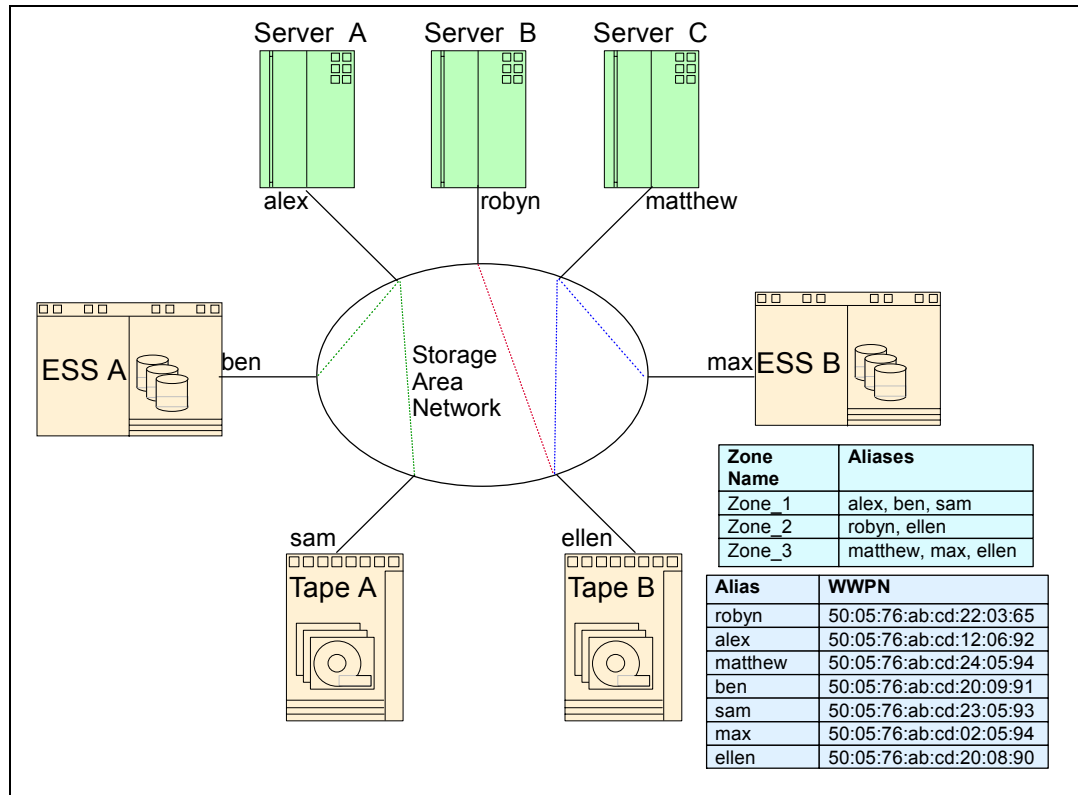 Server A
Server B
Server C
alex
robyn
matthew
ESS A
ben
Storage
Area
Network
max
ESS B
sam
ellen
Tape A
Tape B
Zone Name Aliases
Zone_1 alex, ben, sam
Zone_2 robyn, ellen
Zone_3 matthew, max, ellen
Alias WWPN
robyn 50:05:76:ab:cd:22:03:65
alex 50:05:76:ab:cd:12:06:92
matthew 50:05:76:ab:cd:24:05:94
ben 50:05:76:ab:cd:20:09:91
sam 50:05:76:ab:cd:23:05:93
max 50:05:76:ab:cd:02:05:94
ellen 50:05:76:ab:cd:20:08:90